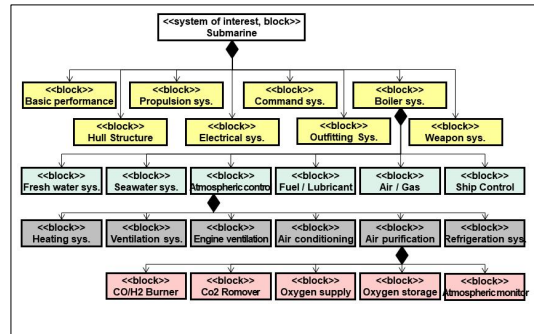 <<system of interest, block>>
Submarine
<<block>> <<block>> <<block>> <<block>>
Basic performance Propulsion sys. Command sys. Boiler sys.
<<block>> <<block>> <<block>> <<block>>
Hull Structure Electrical sys. Outfitting Sys. Weapon sys.
<<block>> <<block>> <<block>> <<block>> <<block>> <<block>>
Fresh water sys. Seawater sys. Atmospheric control Fuel / Lubricant Air / Gas Ship Control
<<block>> <<block>> <<block>> <<block>> <<block>> <<block>>
Heating sys. Ventilation sys. Engine ventilation Air conditioning Air purification Refrigeration sys.
<<block>> <<block>> <<block>> <<block>> <<block>>
CO/H2 Burner Co2 Romover Oxygen supply Oxygen storage Atmospheric monitor